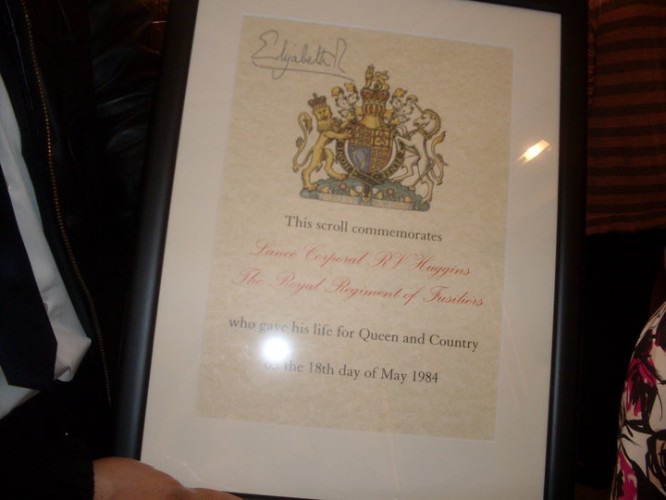 Elizabeth R
This scroll commemorates
Lance Corporal R V Huggins
The Royal Regiment of Fusiliers
who gave his life for Queen and Country
the 18th day of May 1984